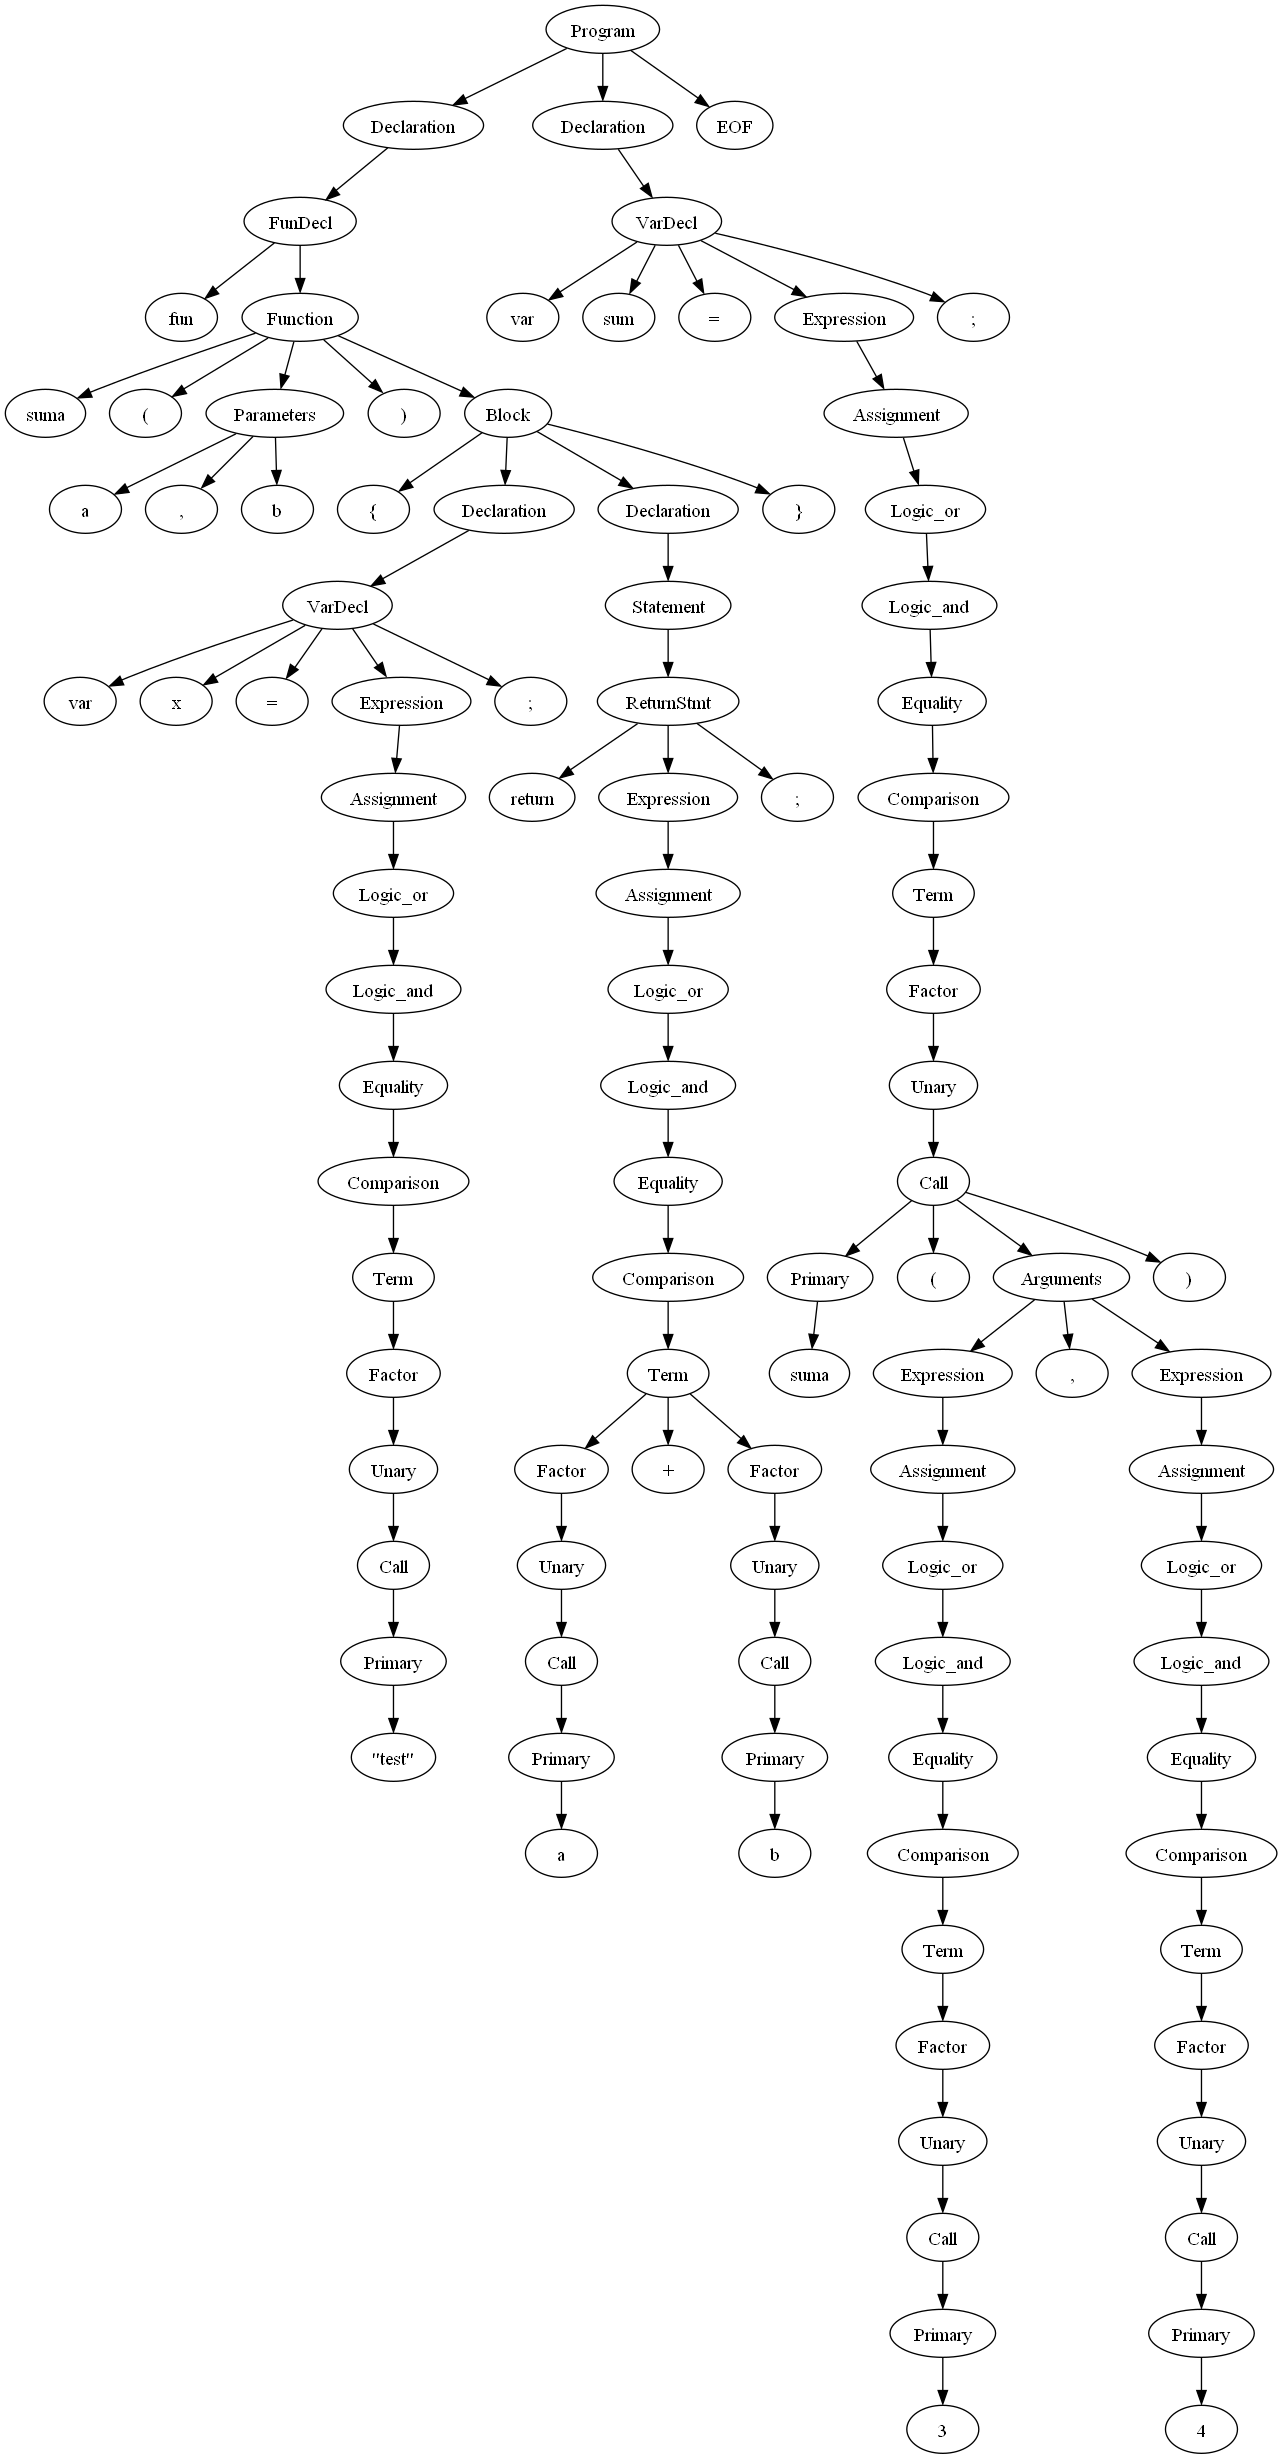 Program
Declaration Declaration EOF
FunDecl VarDecl
fun Function var sum = Expression ;
suma ( Parameters ) Block Assignment
a , b { Declaration Declaration } Logic_or
VarDecl Statement Logic_and
var x = Expression ; ReturnStmt Equality
Assignment return Expression ; Comparison
Logic_or Assignment Term
Logic_and Logic_or Factor
Equality Logic_and Unary
Comparison Equality Call
Term Comparison Primary ( Arguments )
Factor Term suma Expression , Expression
Unary Factor + Factor Assignment Assignment
Call Unary Unary Logic_or Logic_or
Primary Call Call Logic_and Logic_and
"test" Primary Primary Equality Equality
a b Comparison Comparison
Term Term
Factor Factor
Unary Unary
Call Call
Primary Primary
3 4